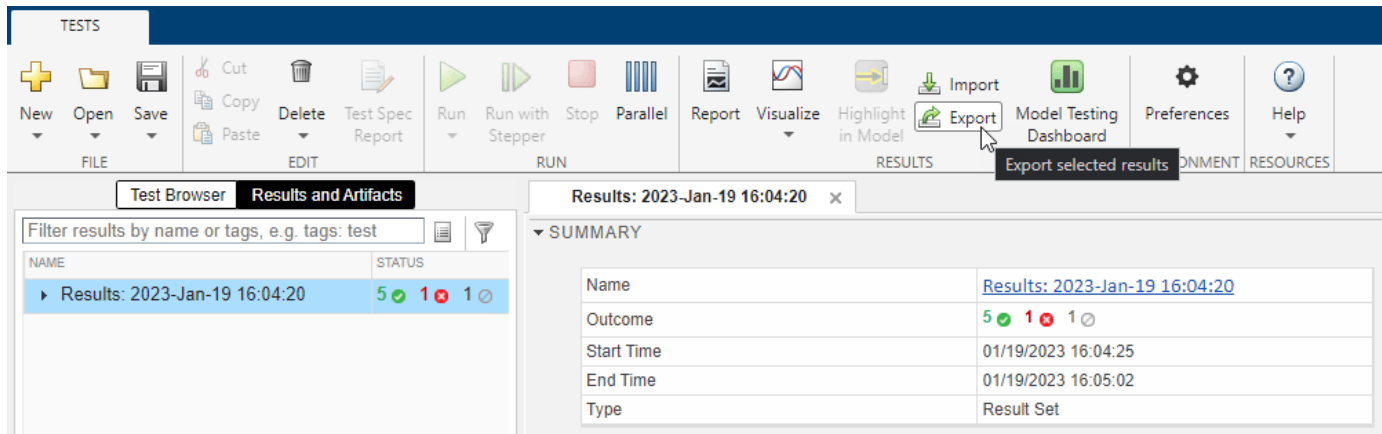 TESTS
New
Open
Save
Cut
Copy
Paste
Delete
Test Spec
Report
Run
Run with
Stepper
Stop
Parallel
Report
Visualize
Highlight
in Model
Import
Export
Model Testing
Dashboard
Preferences
Help
FILE
EDIT
RUN
RESULTS
Export selected results
ONMENT
RESOURCES
Test Browser
Results and Artifacts
Filter results by name or tags, e.g. tags: test
NAME
STATUS
Results: 2023-Jan-19 16:04:20
5 1 1
Results: 2023-Jan-19 16:04:20
SUMMARY
Name
Results: 2023-Jan-19 16:04:20
Outcome
5 1 1
Start Time
01/19/2023 16:04:25
End Time
01/19/2023 16:05:02
Type
Result Set